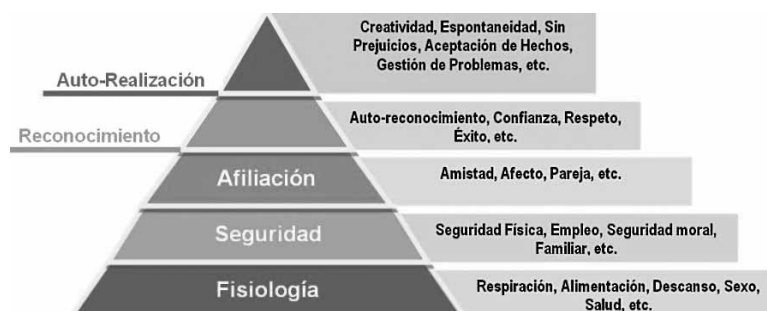 Creatividad, Espontaneidad, Sin
Prejuicios, Aceptación de Hechos,
Gestión de Problemas, etc.
Auto-Realización
Auto-reconocimiento, Confianza, Respeto,
Éxito, etc.
Reconocimiento
Afiliación
Amistad, Afecto, Pareja, etc.
Seguridad
Seguridad Física, Empleo, Seguridad moral,
Familiar, etc.
Fisiología
Respiración, Alimentación, Descanso, Sexo,
Salud, etc.